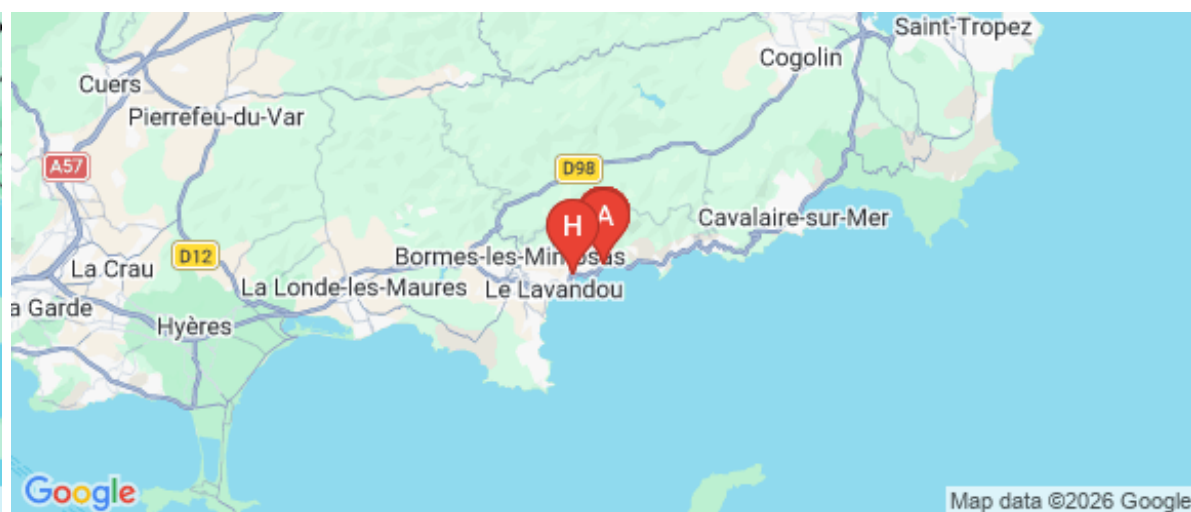 Saint-Tropez
Cogolin
Cuers
Pierrefeu-du-Var
A57
D98
H
A
Cavalaire-sur-Mer
Bormes-les-Mimosas
D12
La Crau
La Londe-les-Maures
Le Lavandou
a Garde
Hyères
Google
Map data ©2026 Google